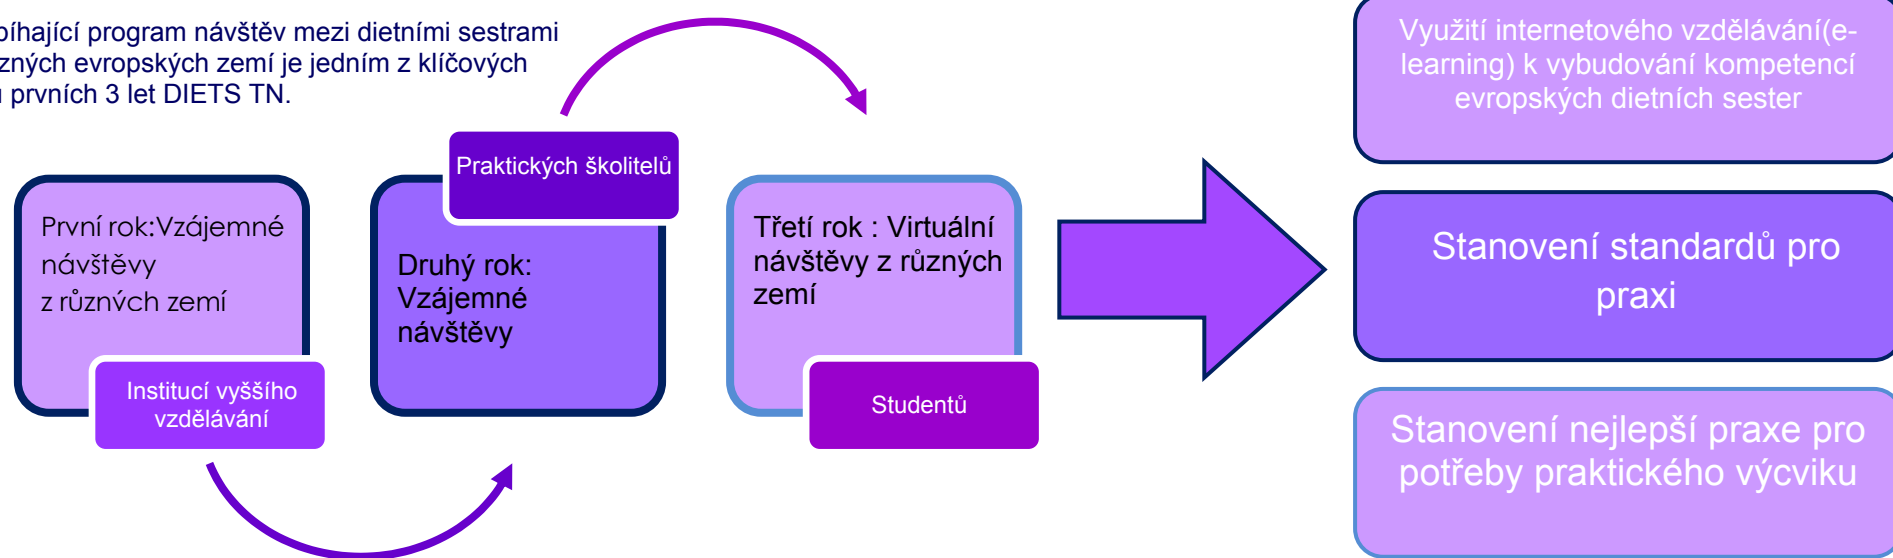 bíhající program návštěv mezi dietními sestrami
zných evropských zemí je jedním z klíčových
prvních 3 let DIETS TN.
První rok:Vzájemné
návštěvy
z různých zemí
Institucí vyššího
vzdělávání
Praktických školitelů
Druhý rok:
Vzájemné
návštěvy
Třetí rok : Virtuální
návštěvy z různých
zemí
Studentů
Využití internetového vzdělávání(e-
learning) k vybudování kompetencí
evropských dietních sester
Stanovení standardů pro
praxi
Stanovení nejlepší praxe pro
potřeby praktického výcviku